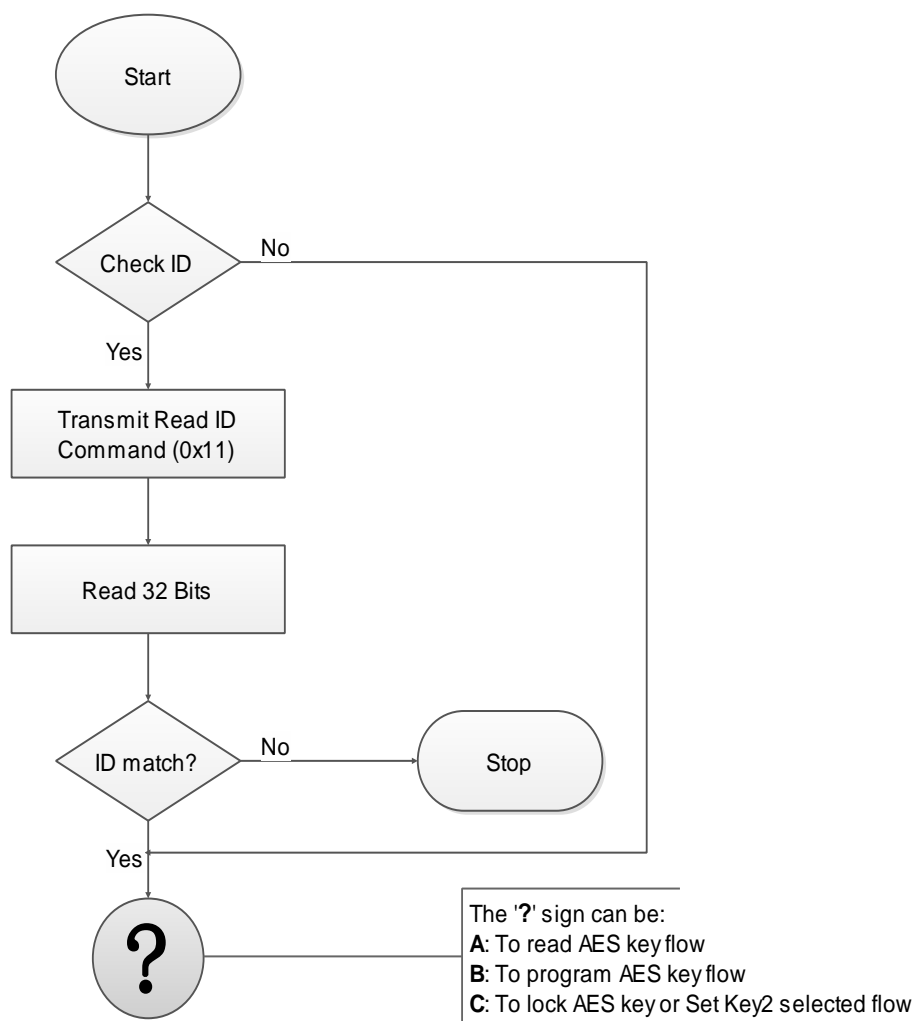 Start
Check ID
No
Yes
Transmit Read ID
Command (0x11)
Read 32 Bits
ID match?
No
Stop
Yes
?
The '?' sign can be:
A: To read AES key flow
B: To program AES key flow
C: To lock AES key or Set Key2 selected flow